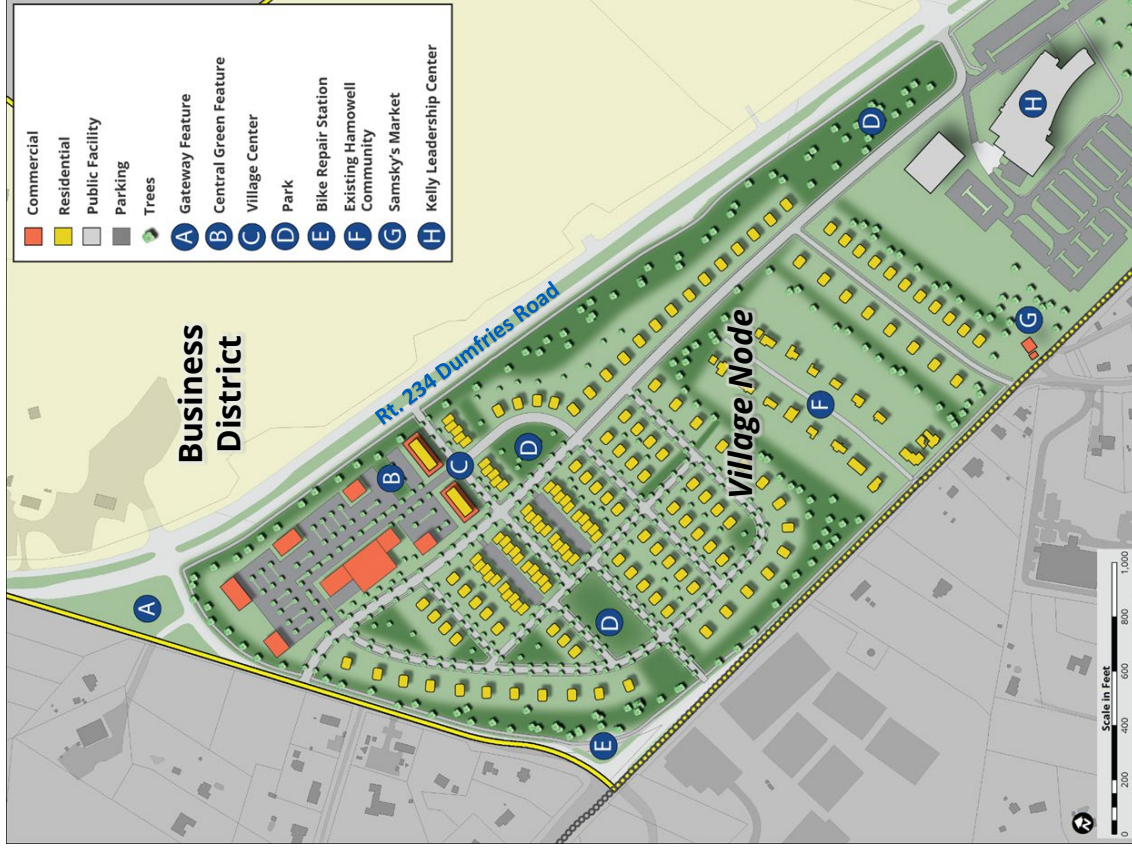 Commercial
Residential
Public Facility
Parking
Trees
A Gateway Feature
B Central Green Feature
C Village Center
D Park
E Bike Repair Station
F Existing Hamowell
Community
G Samsky's Market
H Kelly Leadership Center
Business
District
Rt. 234 Dumfries Road
Village Node
A
B
C
D
D
D
E
F
G
H
N
Scale in Feet
0 200 400 600 800 1,000